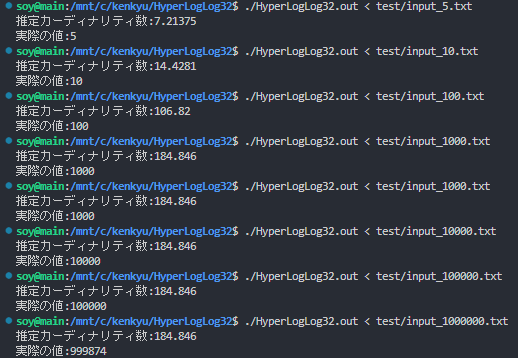 soy@main:/mnt/c/kenkyu/HyperLogLog32$ ./HyperLogLog32.out < test/input_5.txt
推定カーディナリティ数:7.21375
実際の値:5
soy@main:/mnt/c/kenkyu/HyperLogLog32$ ./HyperLogLog32.out < test/input_10.txt
推定カーディナリティ数:14.4281
実際の値:10
soy@main:/mnt/c/kenkyu/HyperLogLog32$ ./HyperLogLog32.out < test/input_100.txt
推定カーディナリティ数:106.82
実際の値:100
soy@main:/mnt/c/kenkyu/HyperLogLog32$ ./HyperLogLog32.out < test/input_1000.txt
推定カーディナリティ数:184.846
実際の値:1000
soy@main:/mnt/c/kenkyu/HyperLogLog32$ ./HyperLogLog32.out < test/input_1000.txt
推定カーディナリティ数:184.846
実際の値:1000
soy@main:/mnt/c/kenkyu/HyperLogLog32$ ./HyperLogLog32.out < test/input_10000.txt
推定カーディナリティ数:184.846
実際の値:10000
soy@main:/mnt/c/kenkyu/HyperLogLog32$ ./HyperLogLog32.out < test/input_100000.txt
推定カーディナリティ数:184.846
実際の値:100000
soy@main:/mnt/c/kenkyu/HyperLogLog32$ ./HyperLogLog32.out < test/input_1000000.txt
推定カーディナリティ数:184.846
実際の値:999874